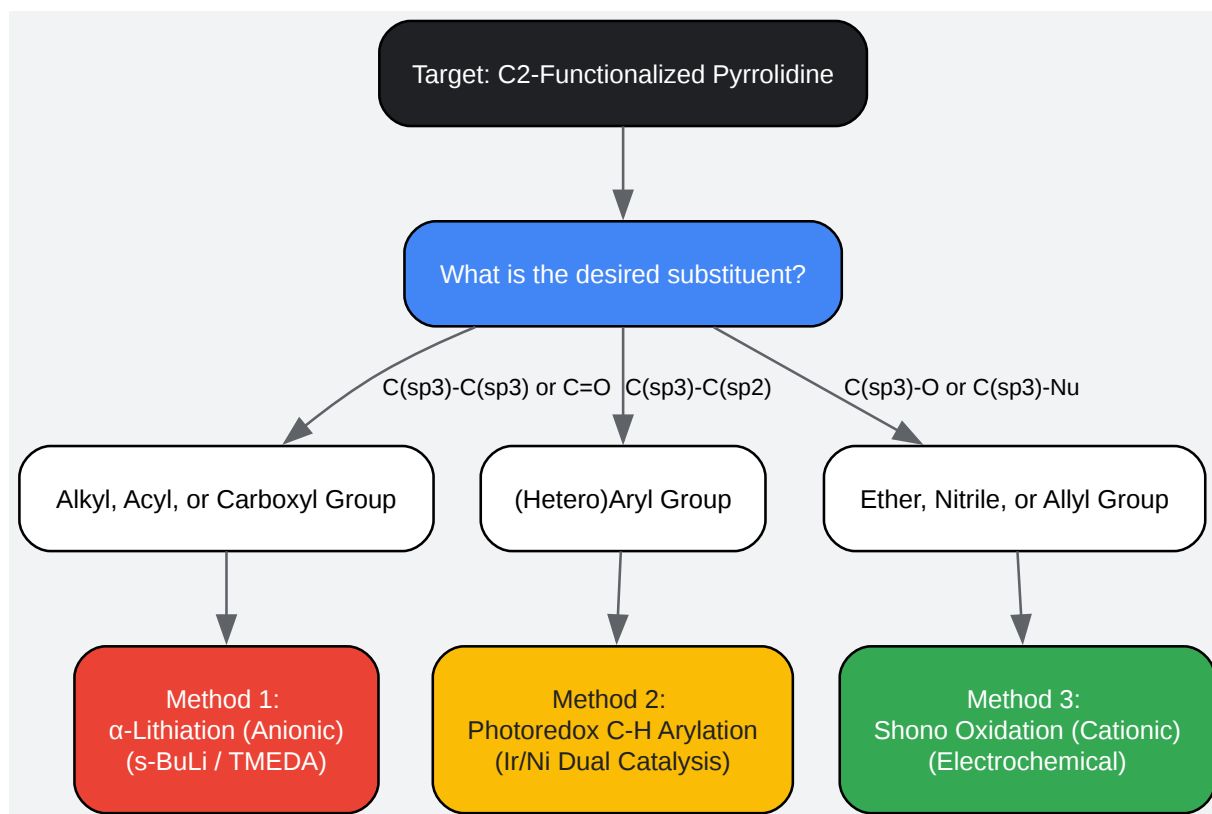 Target: C2-Functionalized Pyrrolidine
What is the desired substituent?
C(sp3)-C(sp3) or C=O
C(sp3)-C(sp2)
C(sp3)-O or C(sp3)-Nu
Alkyl, Acyl, or Carboxyl Group
(Hetero)Aryl Group
Ether, Nitrile, or Allyl Group
Method 1:
α-Lithiation (Anionic)
(s-BuLi / TMEDA)
Method 2:
Photoredox C-H Arylation
(Ir/Ni Dual Catalysis)
Method 3:
Shono Oxidation (Cationic)
(Electrochemical)